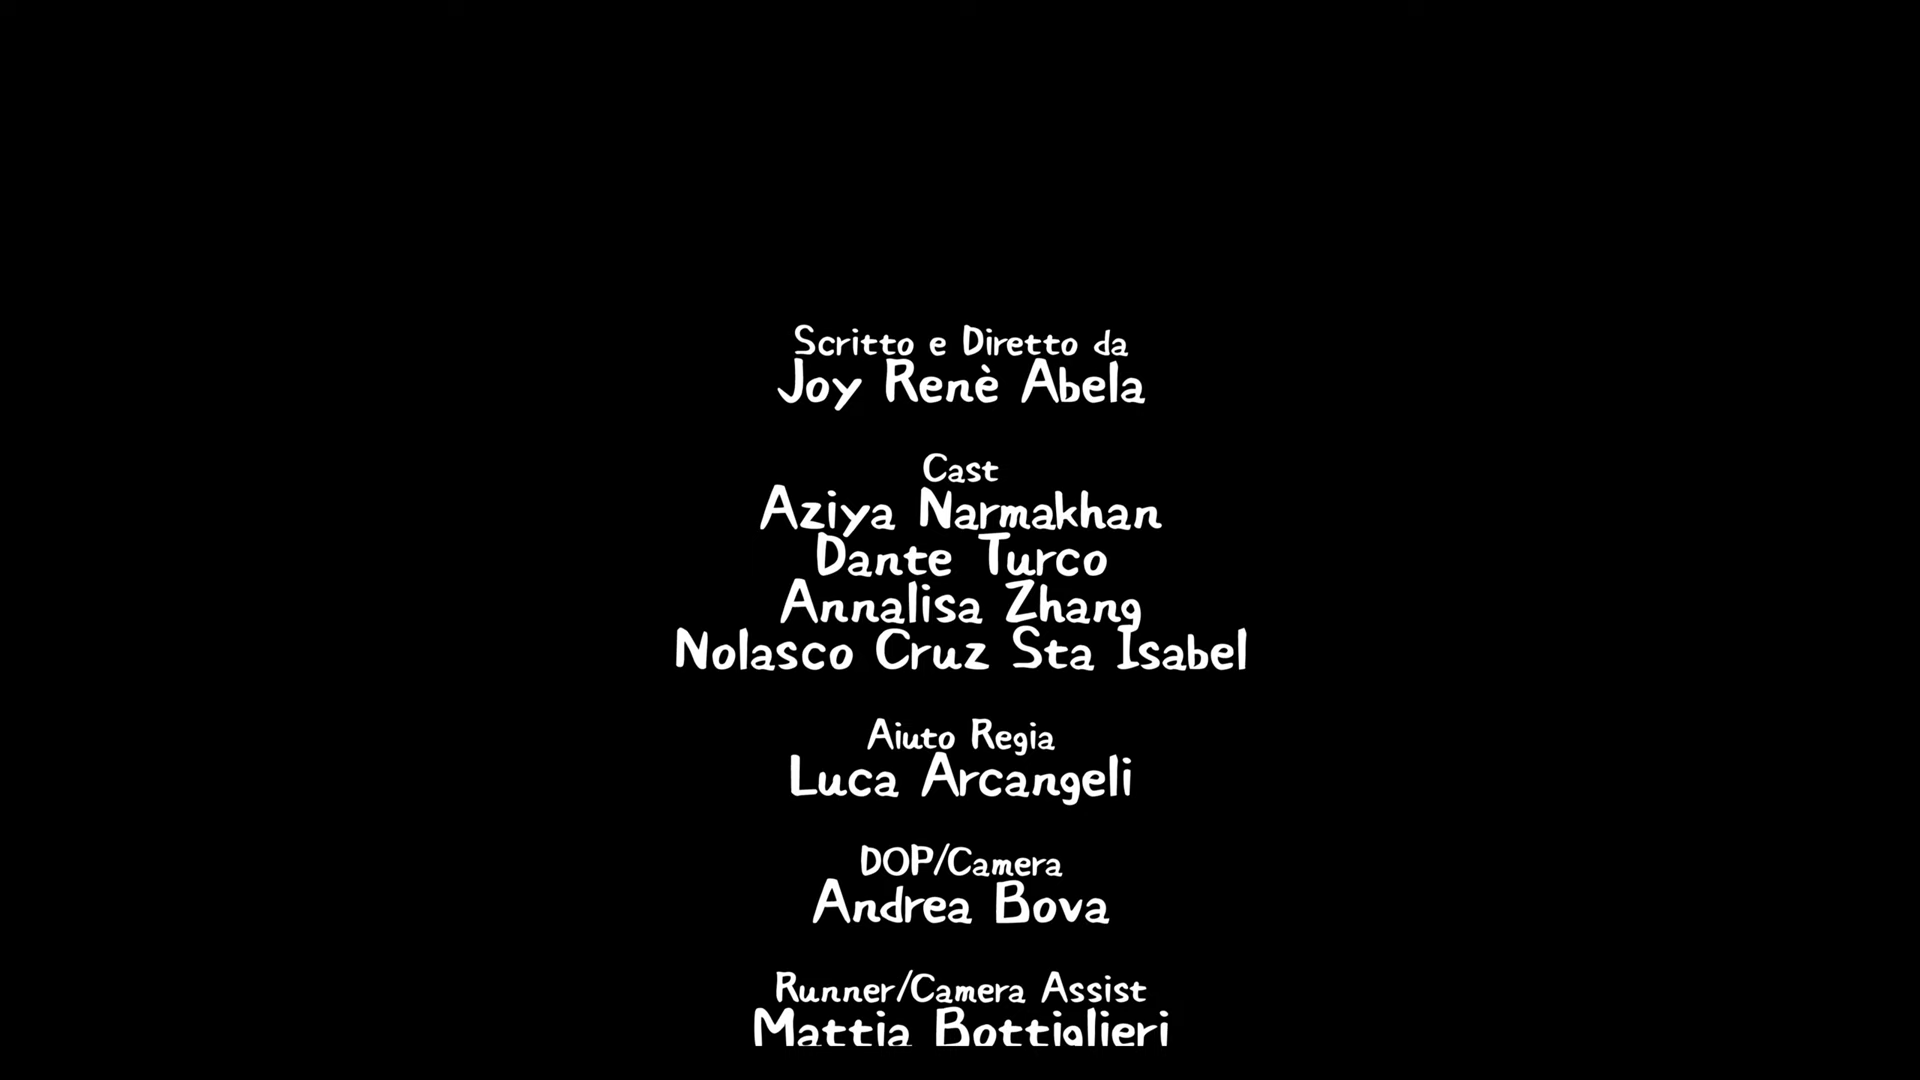 Scritto e Diretto da
Joy Renè Abela
Cast
Aziya Narmakhan
Dante Turco
Annalisa Zhang
Nolasco Cruz Sta Isabel
Aiuto Regia
Luca Arcangeli
DOP/Camera
Andrea Bova
Runner/Camera Assist
Mattia Bottiglieri